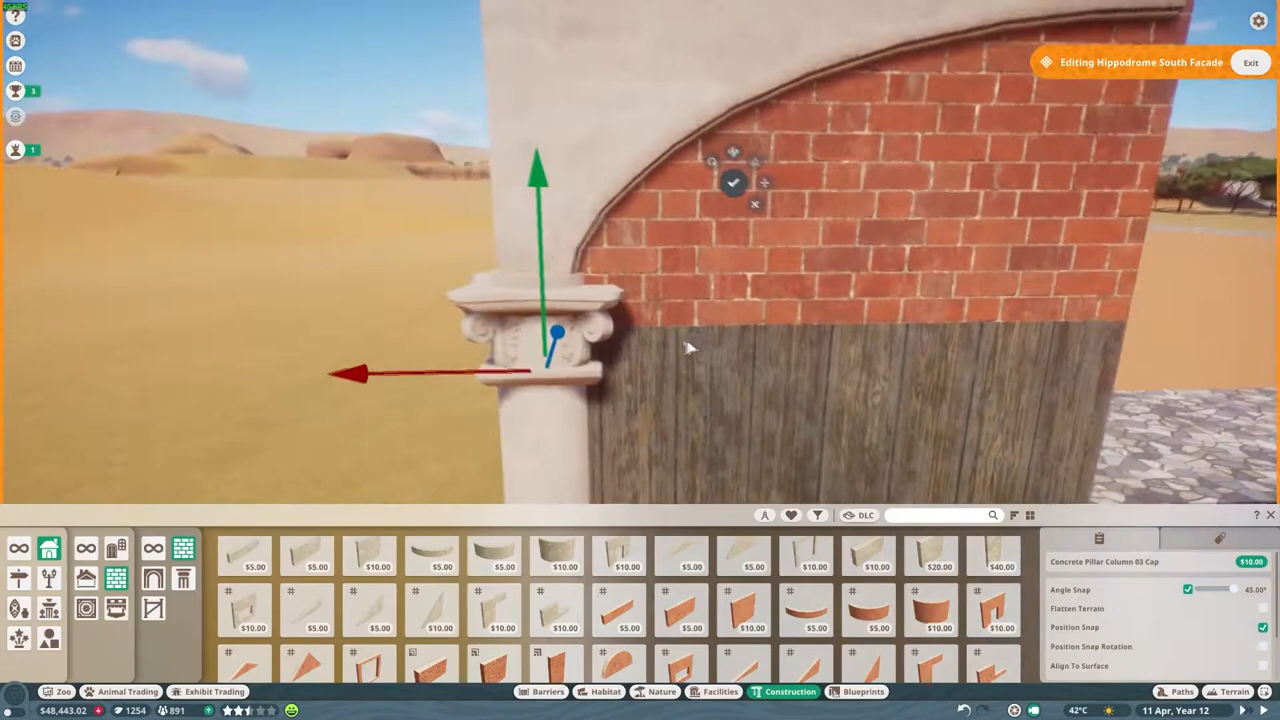 ?
Editing Hippodrome South Facade Exit
3
1
DLC
? ×
$5.00 $5.00 $10.00 $5.00 $5.00 $10.00 $10.00 $5.00 $5.00 $10.00 $10.00 $20.00 $40.00
Concrete Pillar Column 03 Cap $10.00
Angle Snap 45.00°
Flatten Terrain
$10.00 $5.00 $5.00 $10.00 $10.00 $10.00 $5.00 $5.00 $10.00 $5.00 $5.00 $10.00 $10.00
Position Snap
Position Snap Rotation
Align To Surface
Zoo Animal Trading Exhibit Trading Barriers Habitat Nature Facilities Construction Blueprints Paths Terrain
$48,443.02 1254 891 42°C 11 Apr, Year 12